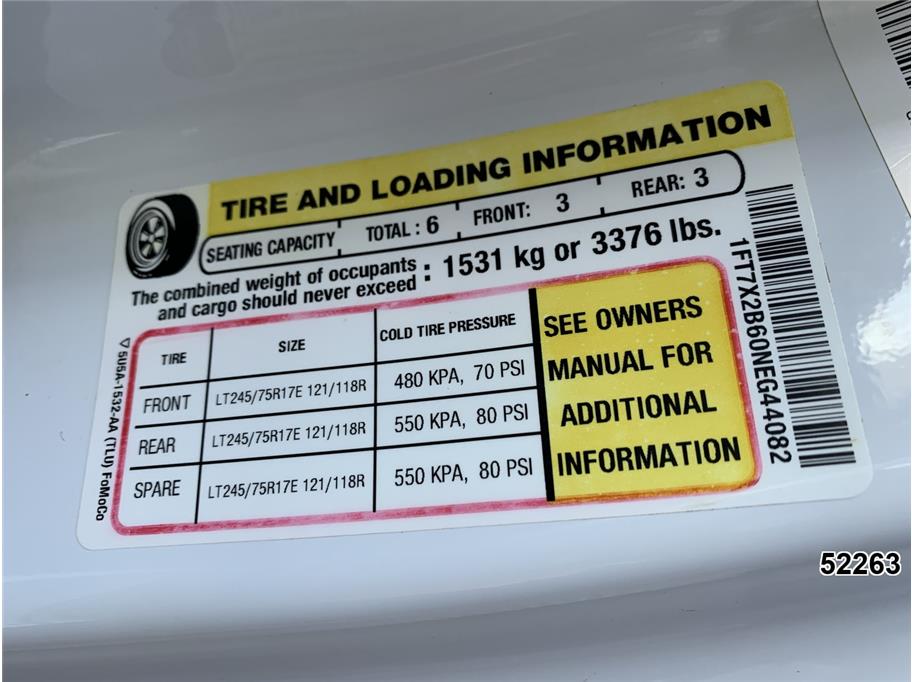 TIRE AND LOADING INFORMATION
SEATING CAPACITY TOTAL : 6 FRONT: 3 REAR: 3
The combined weight of occupants
and cargo should never exceed : 1531 kg or 3376 lbs.
TIRE SIZE COLD TIRE PRESSURE
FRONT LT245/75R17E 121/118R 480 KPA, 70 PSI
REAR LT245/75R17E 121/118R 550 KPA, 80 PSI
SPARE LT245/75R17E 121/118R 550 KPA, 80 PSI
SEE OWNERS
MANUAL FOR
ADDITIONAL
INFORMATION
5U5A-1532-AA (TLU) FoMoCo
1FT7X2B60NEG44082
52263